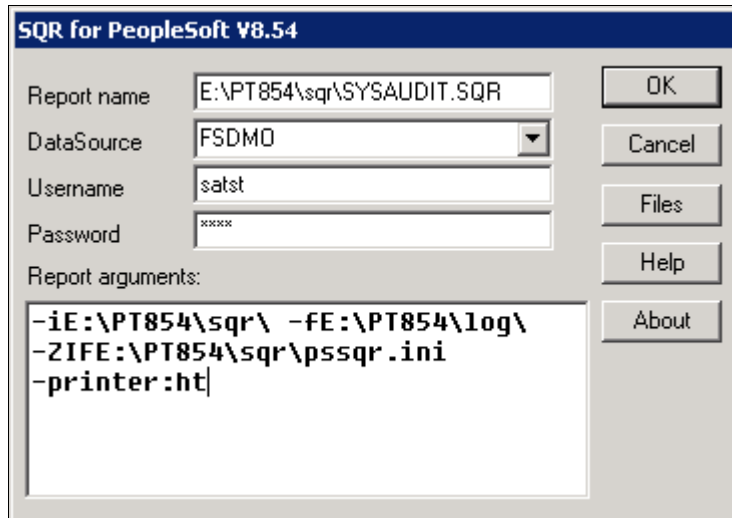 SQR for PeopleSoft V8.54
Report name
E:\PT854\sqr\SYSAUDIT.SQR
OK
DataSource
FSDMO
Cancel
Username
satst
Files
Password
****
Help
Report arguments:
About
-iE:\PT854\sqr\ -fE:\PT854\log\
-ZIFE:\PT854\sqr\pssqr.ini
-printer:ht